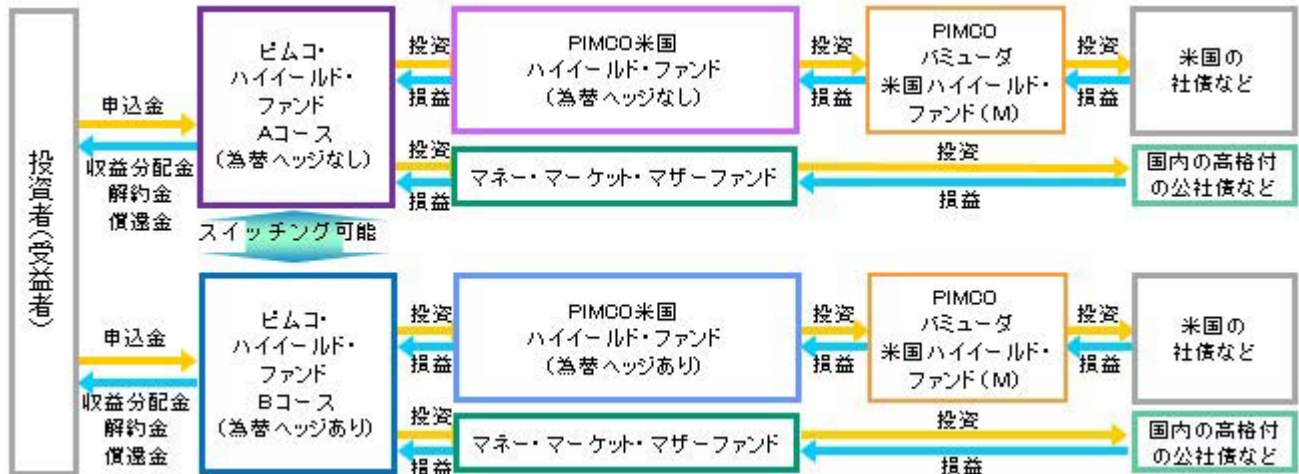 投資者(受益者)
申込金
収益分配金
解約金
償還金
ピムコ・
ハイイールド・
ファンド
Aコース
(為替ヘッジなし)
投資
損益
PIMCO米国
ハイイールド・ファンド
(為替ヘッジなし)
投資
損益
PIMCO
バミューダ
米国ハイイールド・
ファンド(M)
投資
損益
米国の
社債など
投資
損益
マネー・マーケット・マザーファンド
投資
損益
国内の高格付
の公社債など
スイッチング可能
申込金
収益分配金
解約金
償還金
ピムコ・
ハイイールド・
ファンド
Bコース
(為替ヘッジあり)
投資
損益
PIMCO米国
ハイイールド・ファンド
(為替ヘッジあり)
投資
損益
PIMCO
バミューダ
米国ハイイールド・
ファンド(M)
投資
損益
米国の
社債など
投資
損益
マネー・マーケット・マザーファンド
投資
損益
国内の高格付
の公社債など